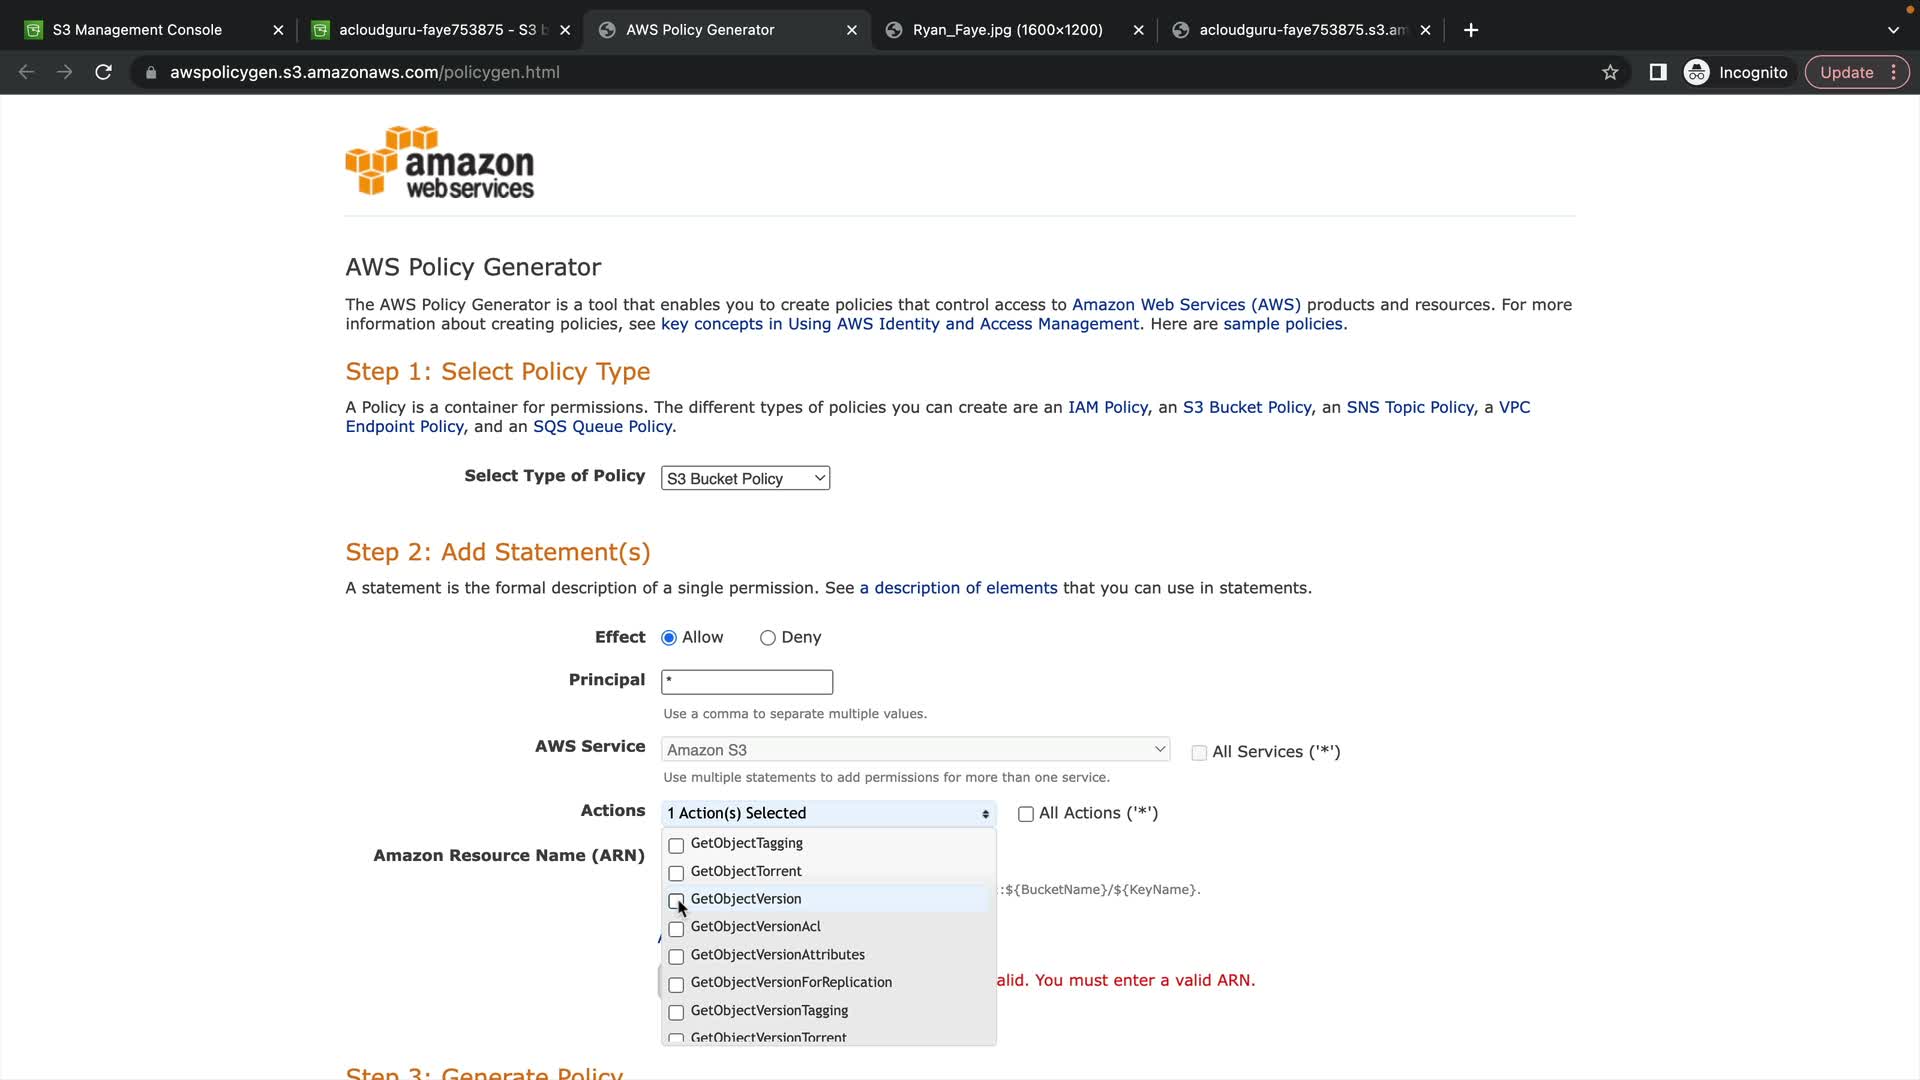 S3 Management Console
acloudguru-faye753875 - S3 b
AWS Policy Generator
Ryan_Faye.jpg (1600×1200)
acloudguru-faye753875.s3.am
awspolicygen.s3.amazonaws.com/policygen.html
Incognito
Update
amazon
webservices
AWS Policy Generator
The AWS Policy Generator is a tool that enables you to create policies that control access to Amazon Web Services (AWS) products and resources. For more
information about creating policies, see key concepts in Using AWS Identity and Access Management. Here are sample policies.
Step 1: Select Policy Type
A Policy is a container for permissions. The different types of policies you can create are an IAM Policy, an S3 Bucket Policy, an SNS Topic Policy, a VPC
Endpoint Policy, and an SQS Queue Policy.
Select Type of Policy S3 Bucket Policy
Step 2: Add Statement(s)
A statement is the formal description of a single permission. See a description of elements that you can use in statements.
Effect Allow Deny
Principal *
Use a comma to separate multiple values.
AWS Service Amazon S3 All Services ('*')
Use multiple statements to add permissions for more than one service.
Actions 1 Action(s) Selected All Actions ('*')
GetObjectTagging
Amazon Resource Name (ARN)
GetObjectTorrent
:${BucketName}/${KeyName}.
GetObjectVersion
GetObjectVersionAcl
GetObjectVersionAttributes
GetObjectVersionForReplication
alid. You must enter a valid ARN.
GetObjectVersionTagging
GetObjectVersionTorrent
Step 3: Generate Policy